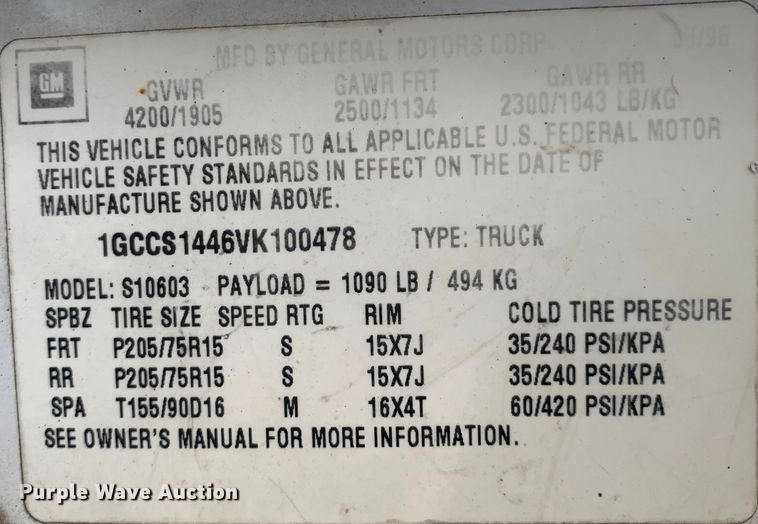 MFD BY GENERAL MOTORS CORP 03/96
GM
GVWR GAWR FRT GAWR RR
4200/1905 2500/1134 2300/1043 LB/KG
THIS VEHICLE CONFORMS TO ALL APPLICABLE U.S. FEDERAL MOTOR
VEHICLE SAFETY STANDARDS IN EFFECT ON THE DATE OF
MANUFACTURE SHOWN ABOVE.
1GCCS1446VK100478 TYPE: TRUCK
MODEL: S10603 PAYLOAD = 1090 LB / 494 KG
SPBZ TIRE SIZE SPEED RTG RIM COLD TIRE PRESSURE
FRT P205/75R15 S 15X7J 35/240 PSI/KPA
RR P205/75R15 S 15X7J 35/240 PSI/KPA
SPA T155/90D16 M 16X4T 60/420 PSI/KPA
SEE OWNER'S MANUAL FOR MORE INFORMATION.
Purple Wave Auction